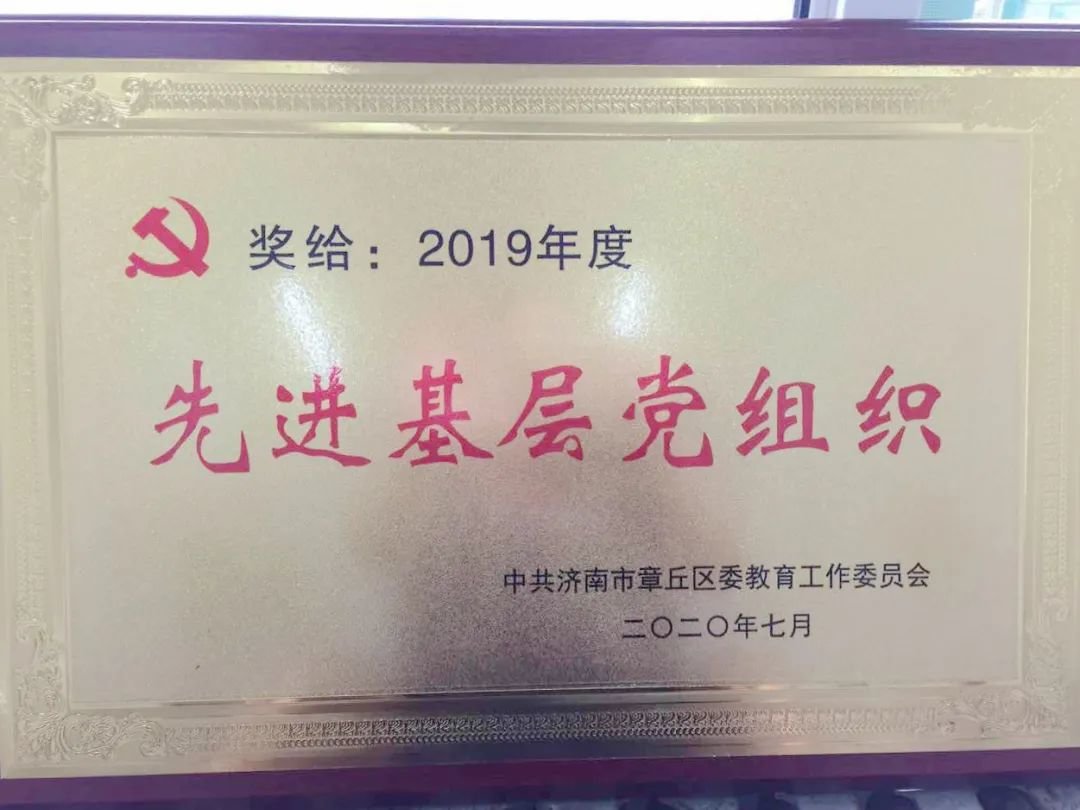 奖给：2019年度
先进基层党组织
中共济南市章丘区委教育工作委员会
二〇二〇年七月